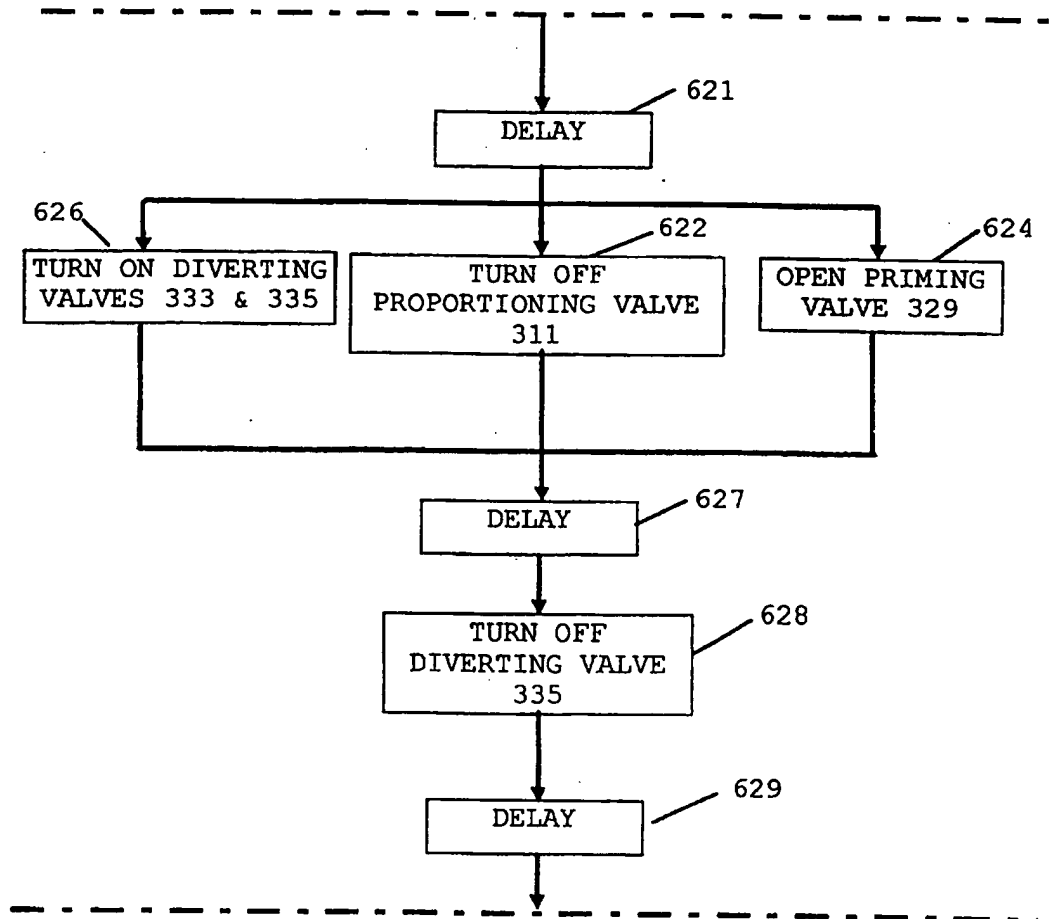 621
DELAY
626
622
624
TURN ON DIVERTING
VALVES 333 & 335
TURN OFF
PROPORTIONING VALVE
311
OPEN PRIMING
VALVE 329
627
DELAY
628
TURN OFF
DIVERTING VALVE
335
629
DELAY